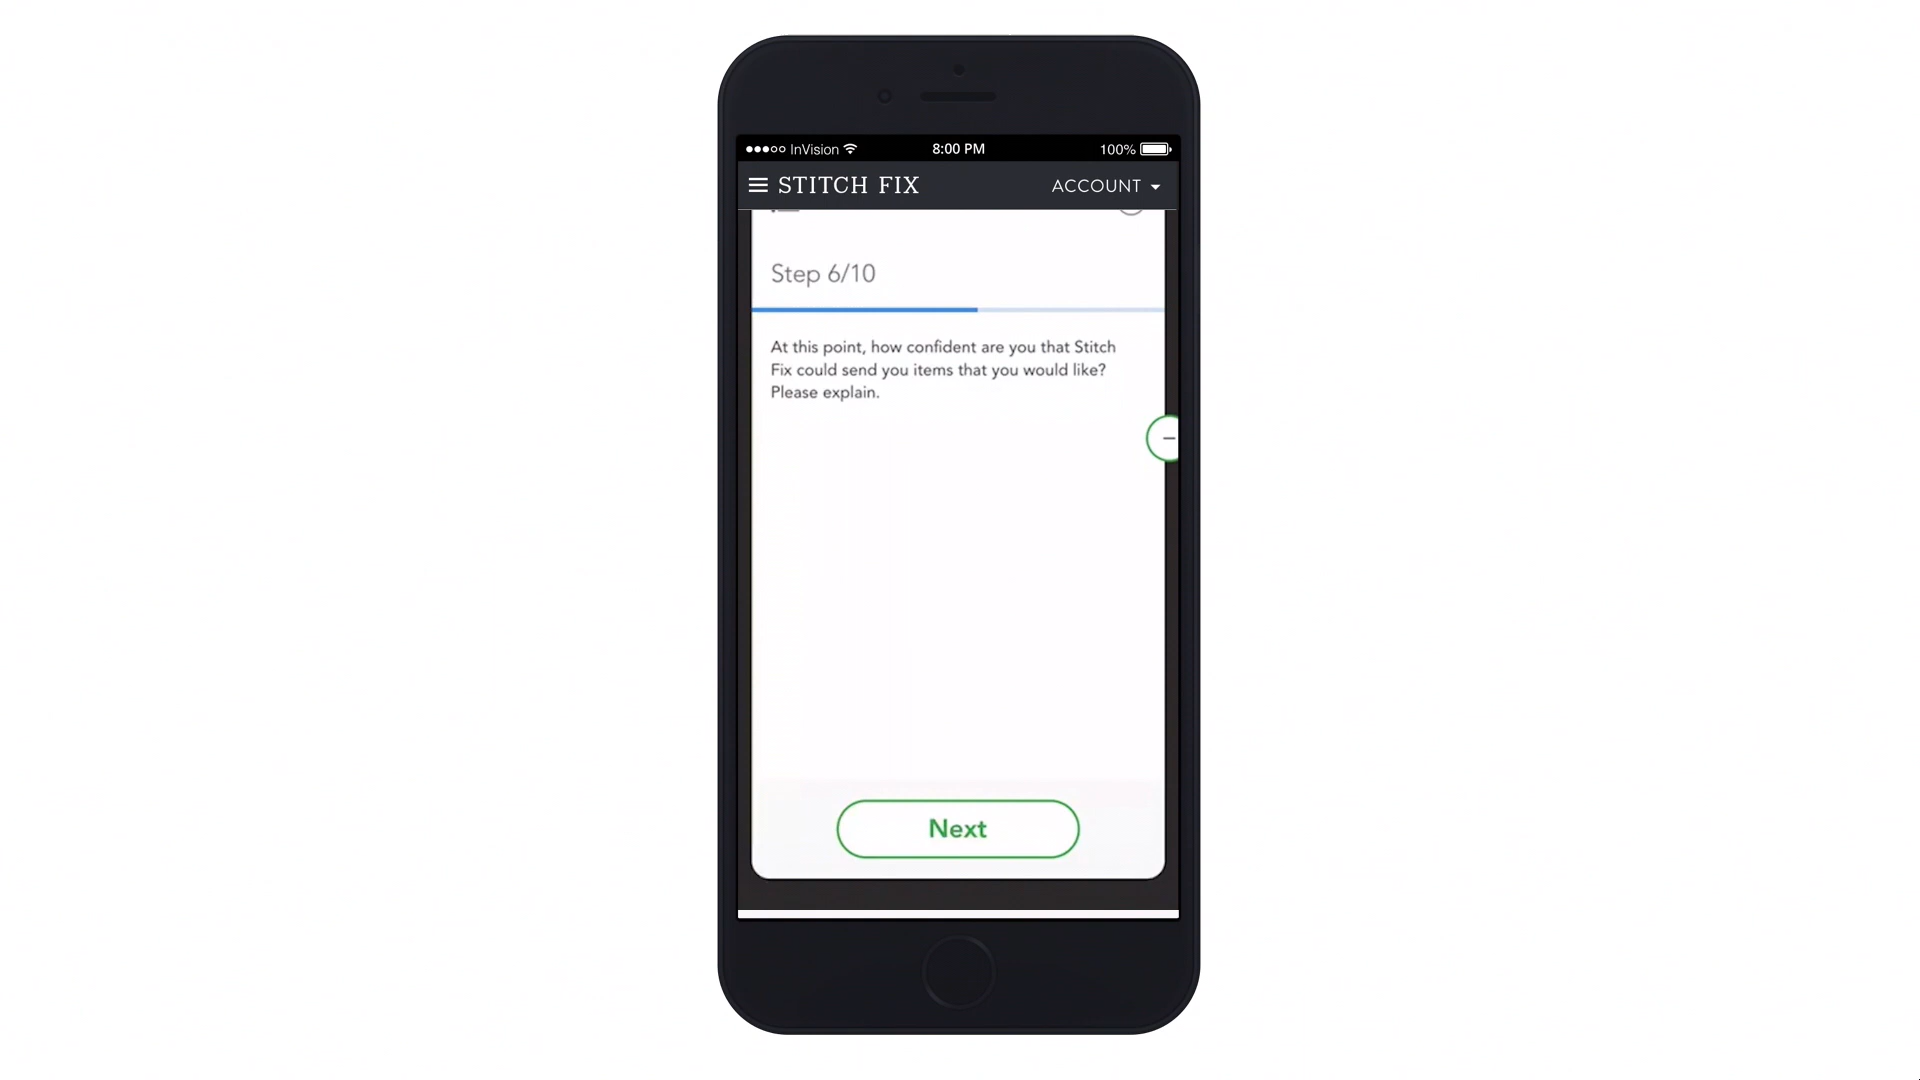 InVision 8:00 PM 100%
STITCH FIX ACCOUNT
Step 6/10
At this point, how confident are you that Stitch
Fix could send you items that you would like?
Please explain.
Next